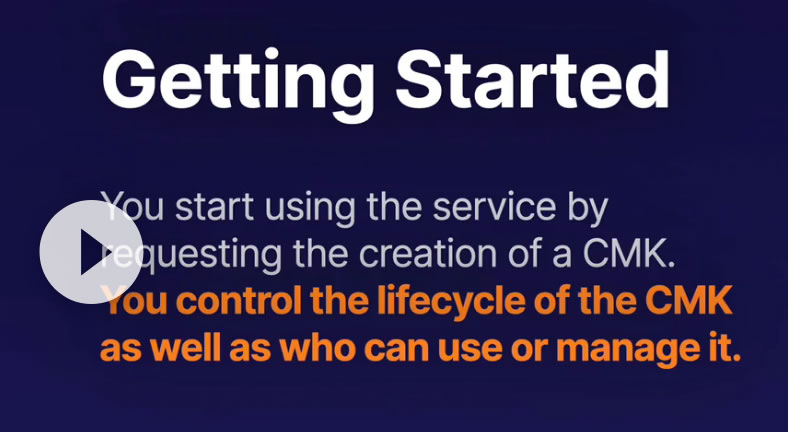 Getting Started
You start using the service by
requesting the creation of a CMK.
You control the lifecycle of the CMK
as well as who can use or manage it.